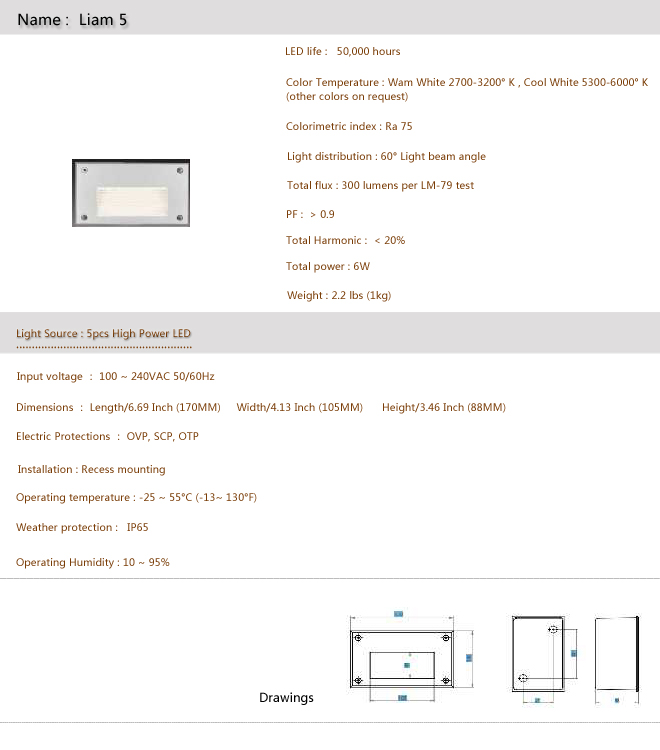 Name : Liam 5
LED life : 50,000 hours
Color Temperature : Wam White 2700-3200° K , Cool White 5300-6000° K
(other colors on request)
Colorimetric index : Ra 75
Light distribution : 60° Light beam angle
Total flux : 300 lumens per LM-79 test
PF : > 0.9
Total Harmonic : < 20%
Total power : 6W
Weight : 2.2 lbs (1kg)
Light Source : 5pcs High Power LED
Input voltage : 100 ~ 240VAC 50/60Hz
Dimensions : Length/6.69 Inch (170MM) Width/4.13 Inch (105MM) Height/3.46 Inch (88MM)
Electric Protections : OVP, SCP, OTP
Installation : Recess mounting
Operating temperature : -25 ~ 55°C (-13~ 130°F)
Weather protection : IP65
Operating Humidity : 10 ~ 95%
Drawings